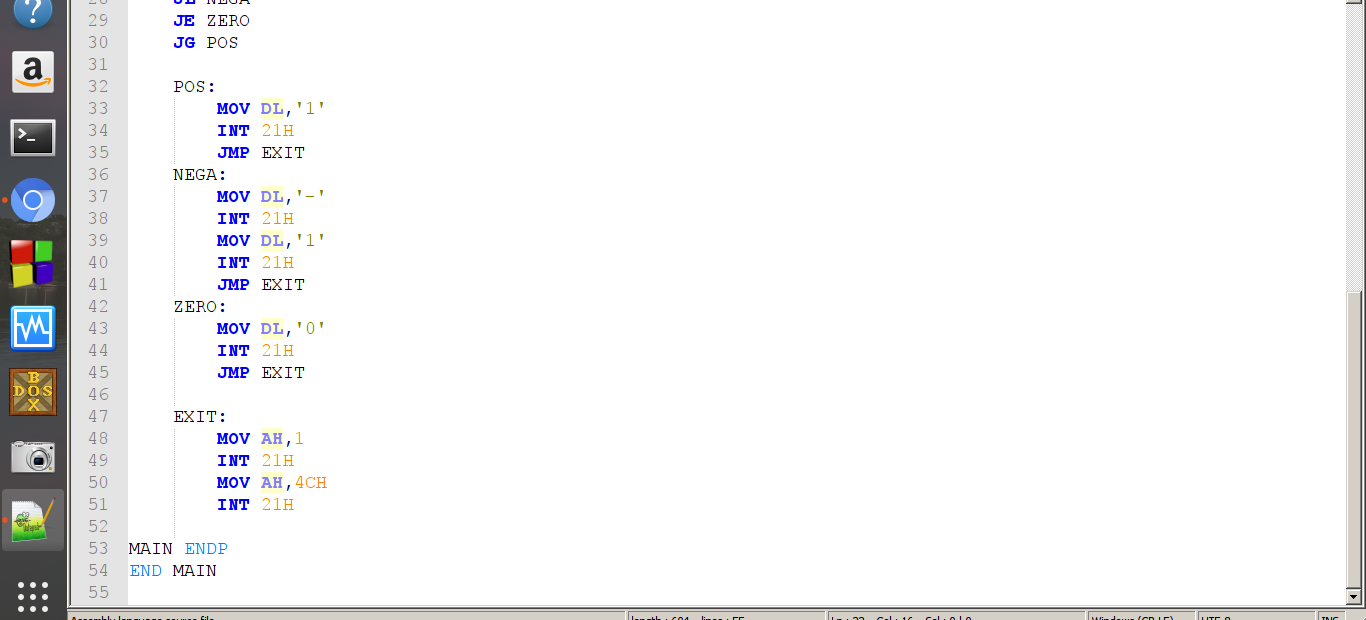 28 JL NEGA
29 JE ZERO
30 JG POS
31
32 POS:
33 MOV DL,'1'
34 INT 21H
35 JMP EXIT
36 NEGA:
37 MOV DL,'-'
38 INT 21H
39 MOV DL,'1'
40 INT 21H
41 JMP EXIT
42 ZERO:
43 MOV DL,'0'
44 INT 21H
45 JMP EXIT
46
47 EXIT:
48 MOV AH,1
49 INT 21H
50 MOV AH,4CH
51 INT 21H
52
53 MAIN ENDP
54 END MAIN
55
?
a
>_
B
DOS
X